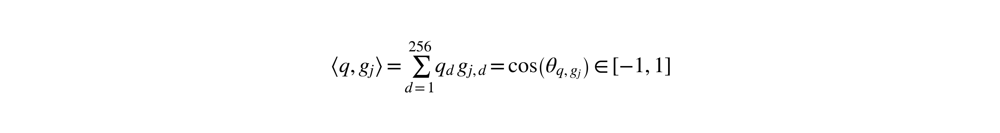 ⟨q, g_j⟩ = ∑_{d=1}^{256} q_d g_{j,d} = cos(θ_{q,g_j}) ∈ [−1, 1]